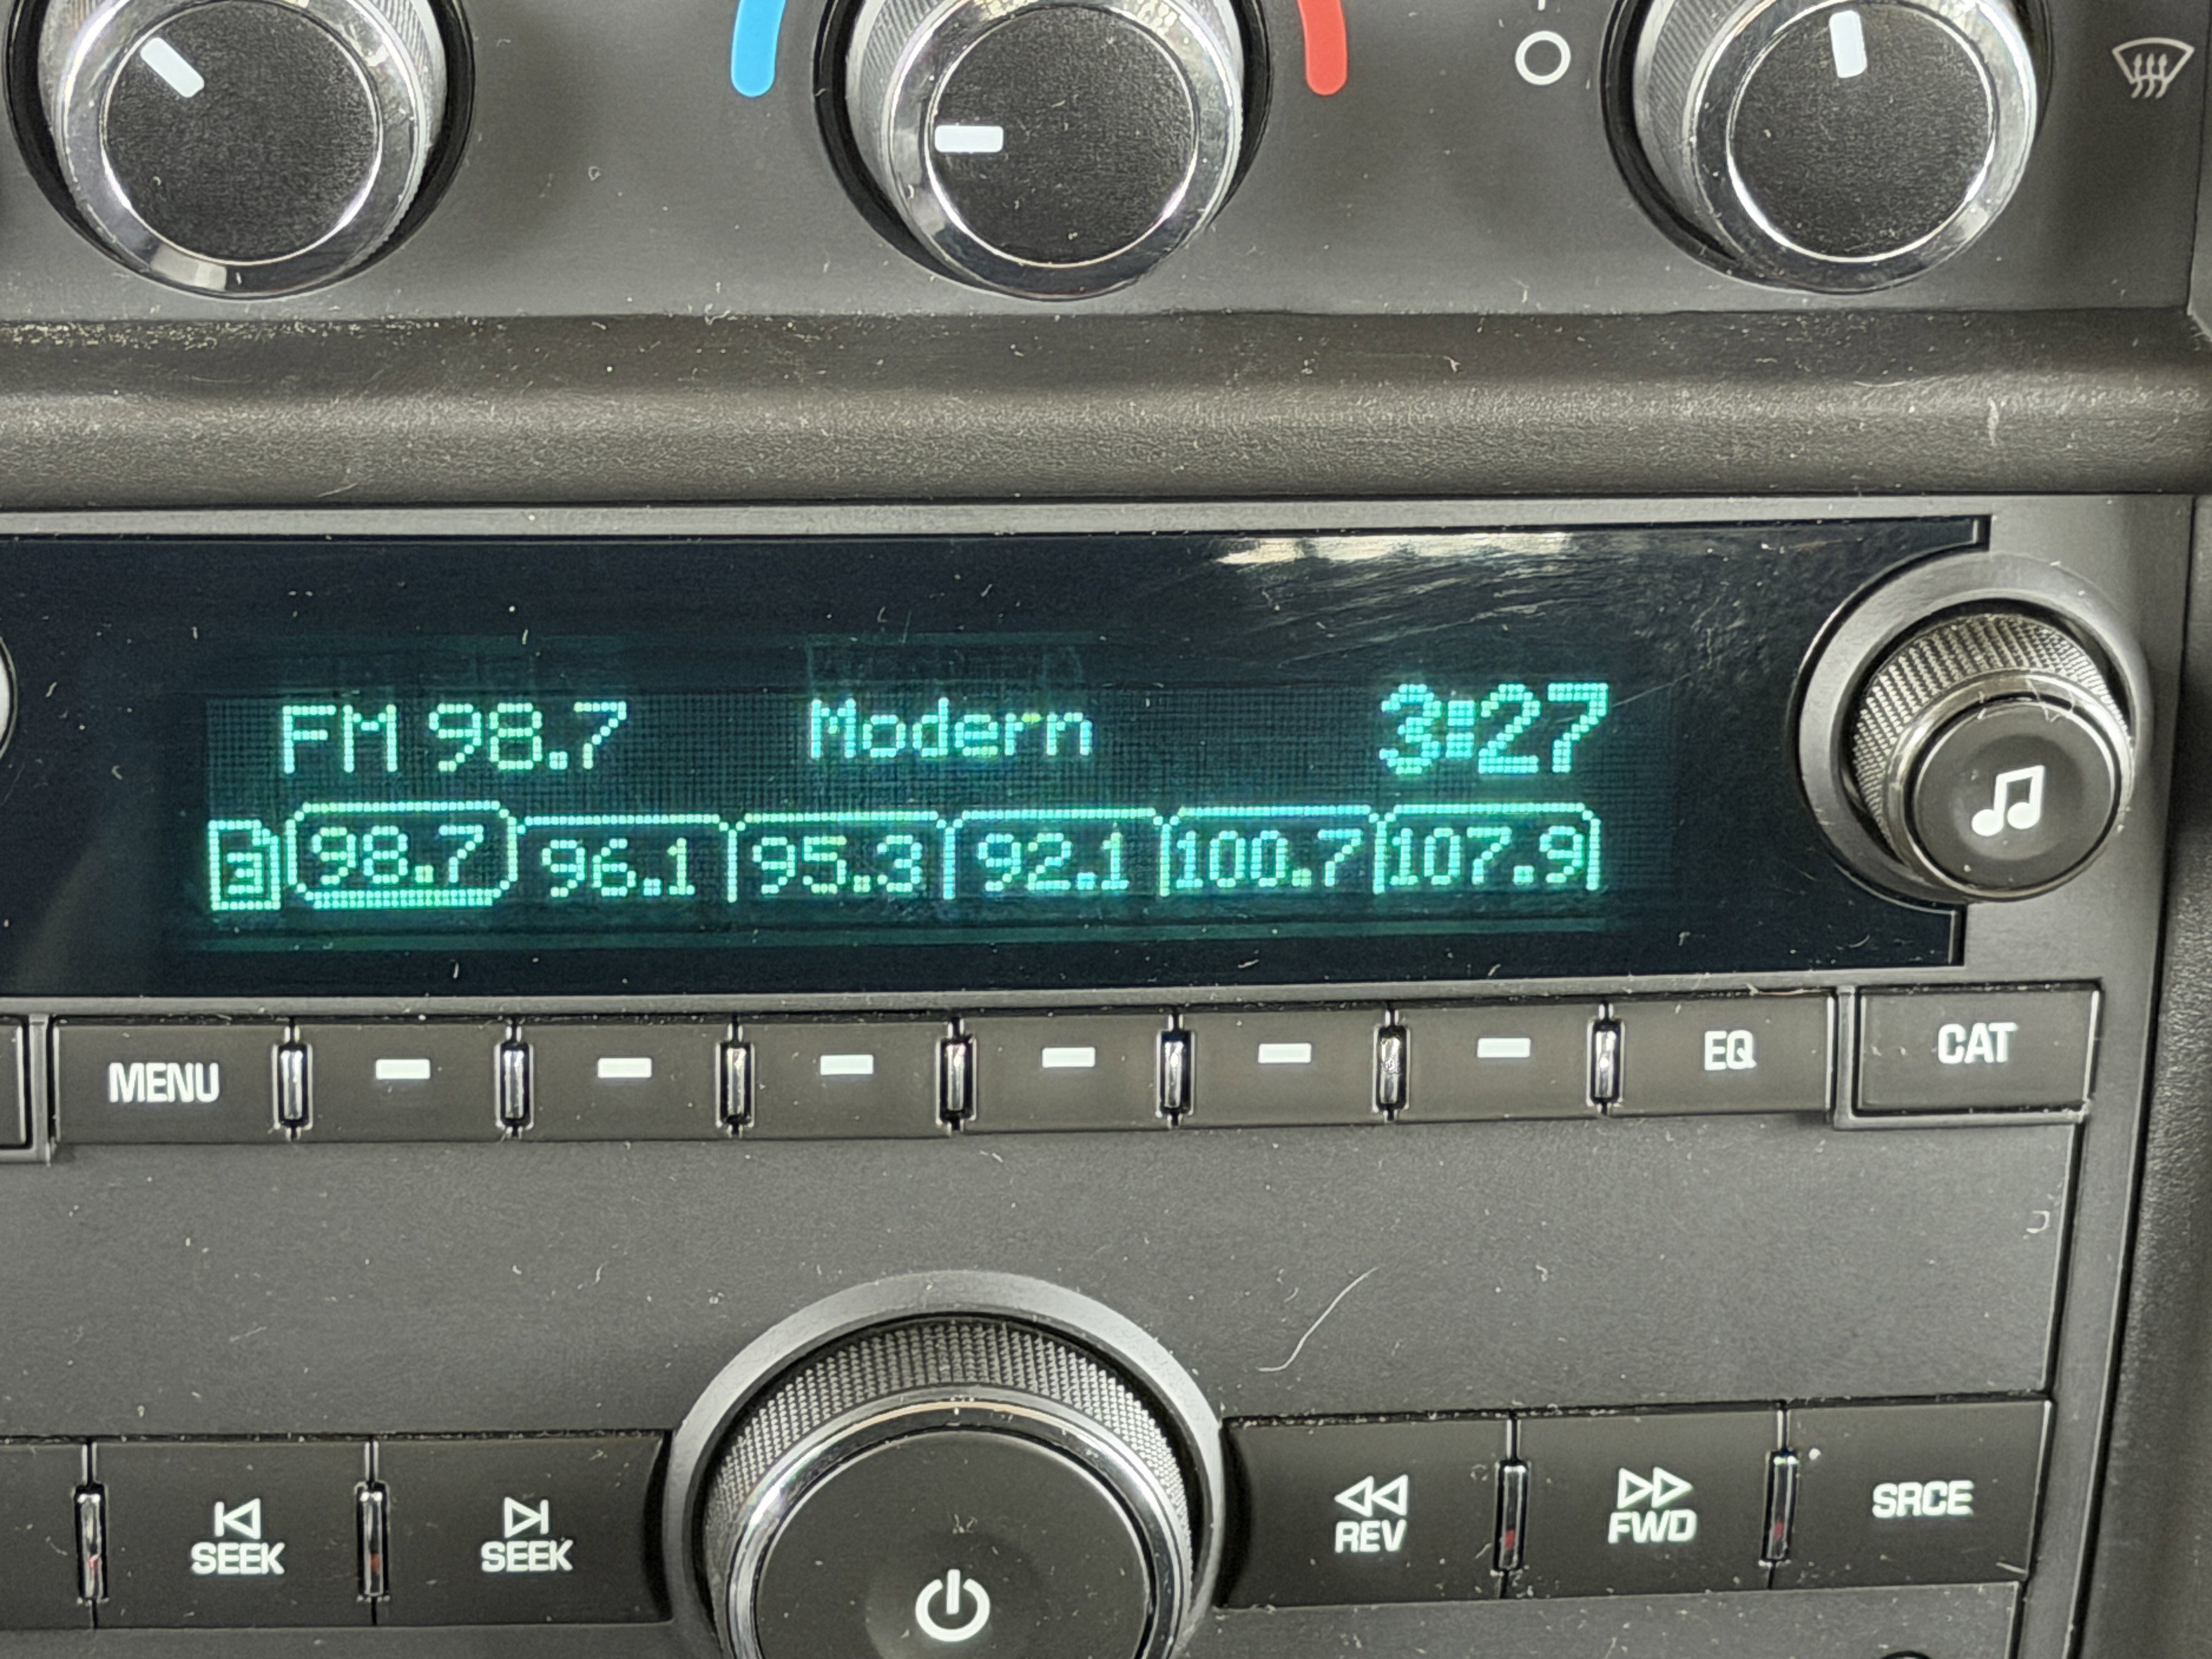 FM 98.7 Modern 3:27
3 98.7 96.1 95.3 92.1 100.7 107.9
MENU EQ CAT
SEEK SEEK REV FWD SRCE